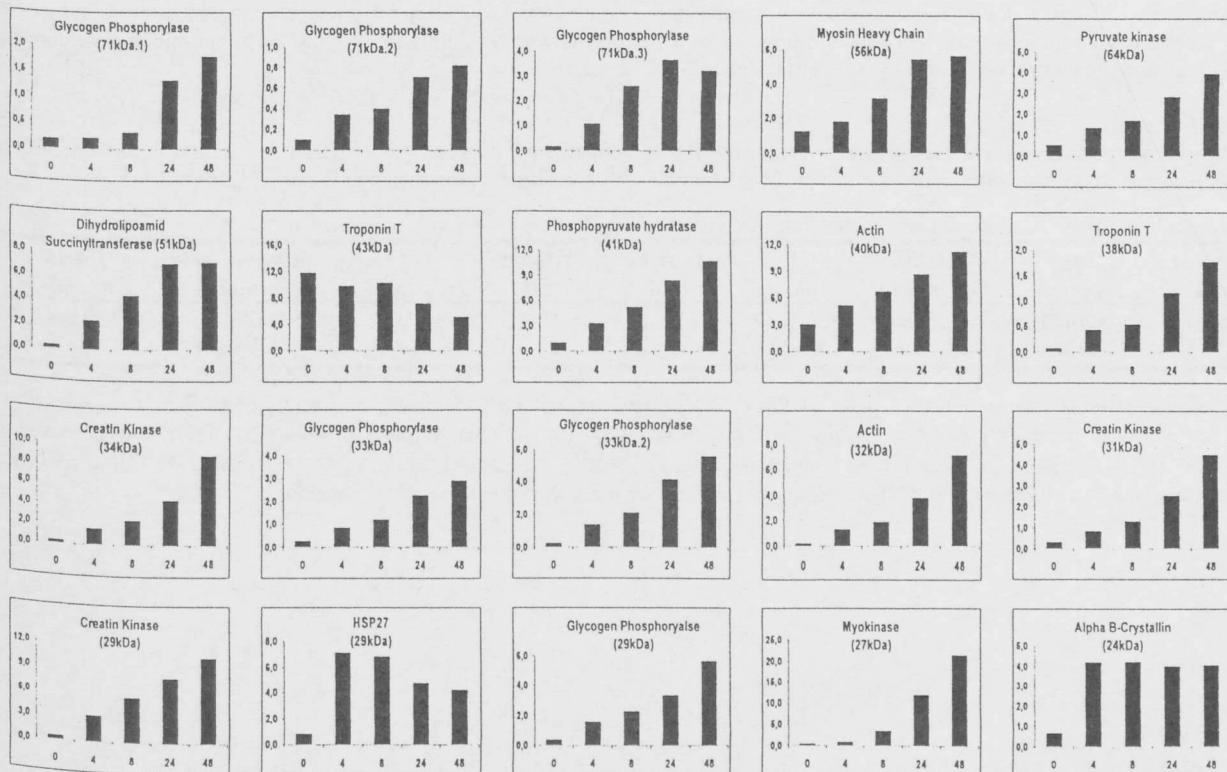 Glycogen Phosphorylase
(71kDa.1)
2,0
1,6
1,0
0,6
0,0
0 4 8 24 48
Glycogen Phosphorylase
(71kDa.2)
1,0
0,8
0,6
0,4
0,2
0,0
0 4 8 24 48
Glycogen Phosphorylase
(71kDa.3)
4,0
3,0
2,0
1,0
0,0
0 4 8 24 48
Myosin Heavy Chain
(56kDa)
6,0
4,0
2,0
0,0
0 4 8 24 48
Pyruvate kinase
(64kDa)
5,0
4,0
3,0
2,0
1,0
0,0
0 4 8 24 48
Dihydrolipoamid
Succinyltransferase (51kDa)
8,0
6,0
4,0
2,0
0,0
0 4 8 24 48
Troponin T
(43kDa)
16,0
12,0
8,0
4,0
0,0
0 4 8 24 48
Phosphopyruvate hydratase
(41kDa)
12,0
9,0
6,0
3,0
0,0
0 4 8 24 48
Actin
(40kDa)
12,0
9,0
6,0
3,0
0,0
0 4 8 24 48
Troponin T
(38kDa)
2,0
1,5
1,0
0,5
0,0
0 4 8 24 48
Creatin Kinase
(34kDa)
10,0
8,0
6,0
4,0
2,0
0,0
0 4 8 24 48
Glycogen Phosphorylase
(33kDa)
4,0
3,0
2,0
1,0
0,0
0 4 8 24 48
Glycogen Phosphorylase
(33kDa.2)
6,0
4,0
2,0
0,0
0 4 8 24 48
Actin
(32kDa)
8,0
6,0
4,0
2,0
0,0
0 4 8 24 48
Creatin Kinase
(31kDa)
5,0
4,0
3,0
2,0
1,0
0,0
0 4 8 24 48
Creatin Kinase
(29kDa)
12,0
9,0
6,0
3,0
0,0
0 4 8 24 48
HSP27
(29kDa)
8,0
6,0
4,0
2,0
0,0
0 4 8 24 48
Glycogen Phosphoryalse
(29kDa)
6,0
4,0
2,0
0,0
0 4 8 24 48
Myokinase
(27kDa)
25,0
20,0
15,0
10,0
5,0
0,0
0 4 8 24 48
Alpha B-Crystallin
(24kDa)
5,0
4,0
3,0
2,0
1,0
0,0
0 4 8 24 48